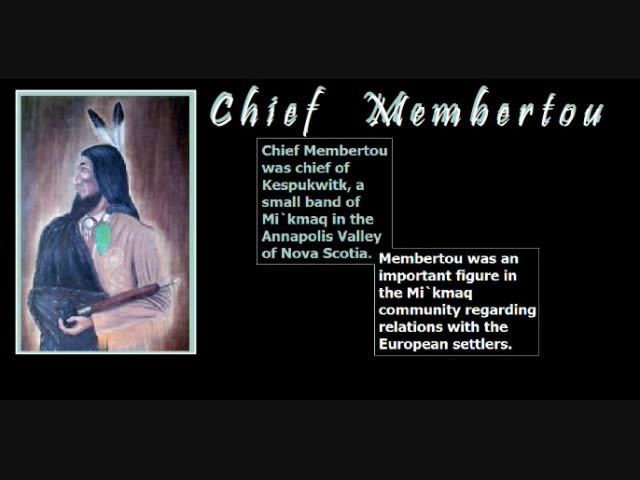 Chief Membertou
Chief Membertou
was chief of
Kespukwitk, a
small band of
Mi`kmaq in the
Annapolis Valley
of Nova Scotia.
Membertou was an
important figure in
the Mi`kmaq
community regarding
relations with the
European settlers.